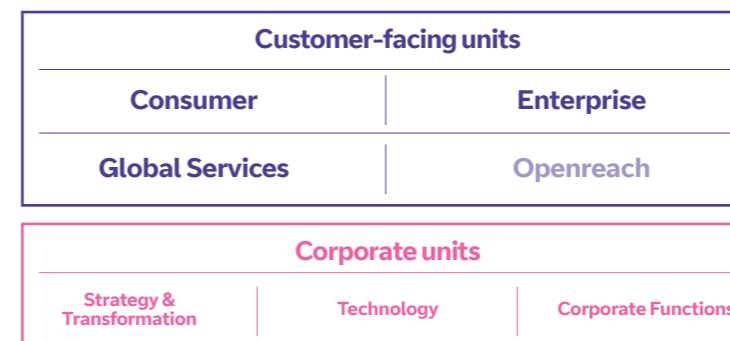 Customer-facing units
Consumer
Enterprise
Global Services
Openreach
Corporate units
Strategy &
Transformation
Technology
Corporate Functions